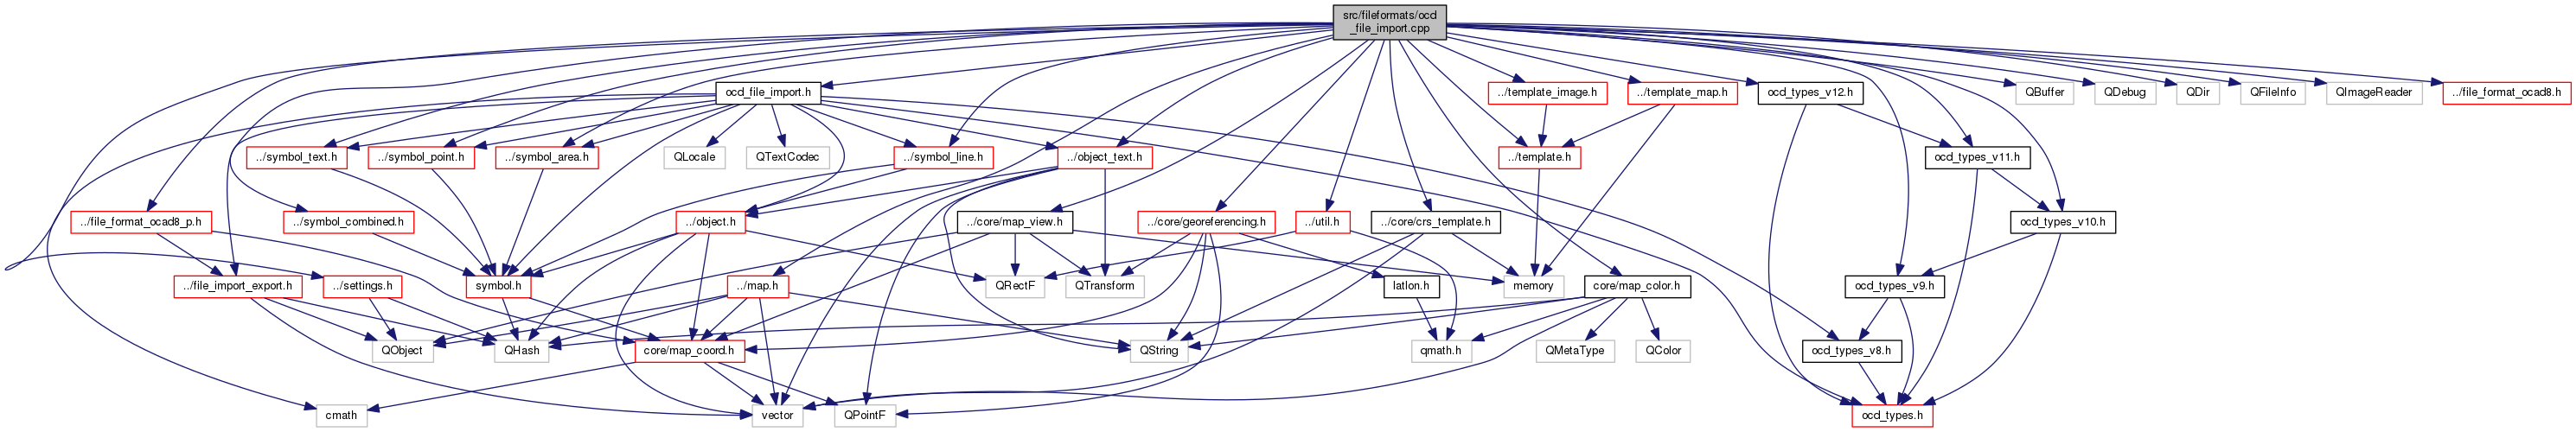 src/fileformats/ocd
_file_import.cpp
ocd_file_import.h
../template_image.h
../template_map.h
ocd_types_v12.h
QBuffer
QDebug
QDir
QFileInfo
QImageReader
../file_format_ocad8.h
../symbol_text.h
../symbol_point.h
../symbol_area.h
QLocale
QTextCodec
../symbol_line.h
../object_text.h
../template.h
ocd_types_v11.h
../file_format_ocad8_p.h
../symbol_combined.h
../object.h
../core/map_view.h
../core/georeferencing.h
../util.h
../core/crs_template.h
ocd_types_v10.h
../file_import_export.h
../settings.h
symbol.h
../map.h
QRectF
QTransform
latlon.h
memory
core/map_color.h
ocd_types_v9.h
QObject
QHash
core/map_coord.h
QString
qmath.h
QMetaType
QColor
ocd_types_v8.h
cmath
vector
QPointF
ocd_types.h